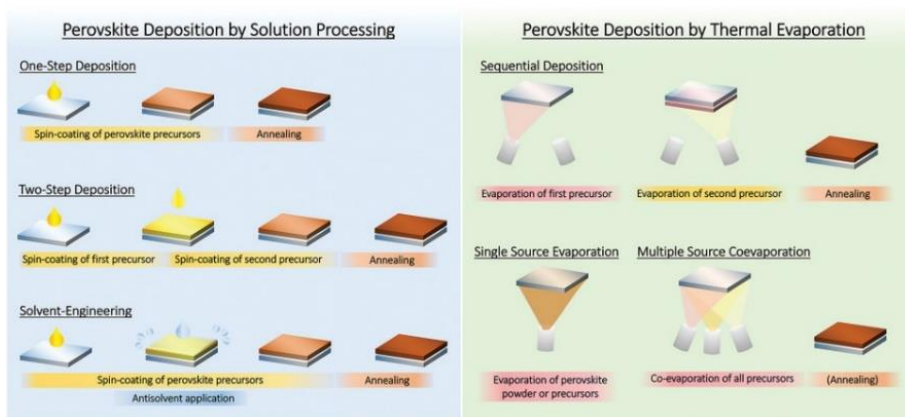 Perovskite Deposition by Solution Processing
One-Step Deposition
Spin-coating of perovskite precursors
Annealing
Two-Step Deposition
Spin-coating of first precursor
Spin-coating of second precursor
Annealing
Solvent-Engineering
Spin-coating of perovskite precursors
Annealing
Antisolvent application
Perovskite Deposition by Thermal Evaporation
Sequential Deposition
Evaporation of first precursor
Evaporation of second precursor
Annealing
Single Source Evaporation
Multiple Source Coevaporation
Evaporation of perovskite
powder or precursors
Co-evaporation of all precursors
(Annealing)